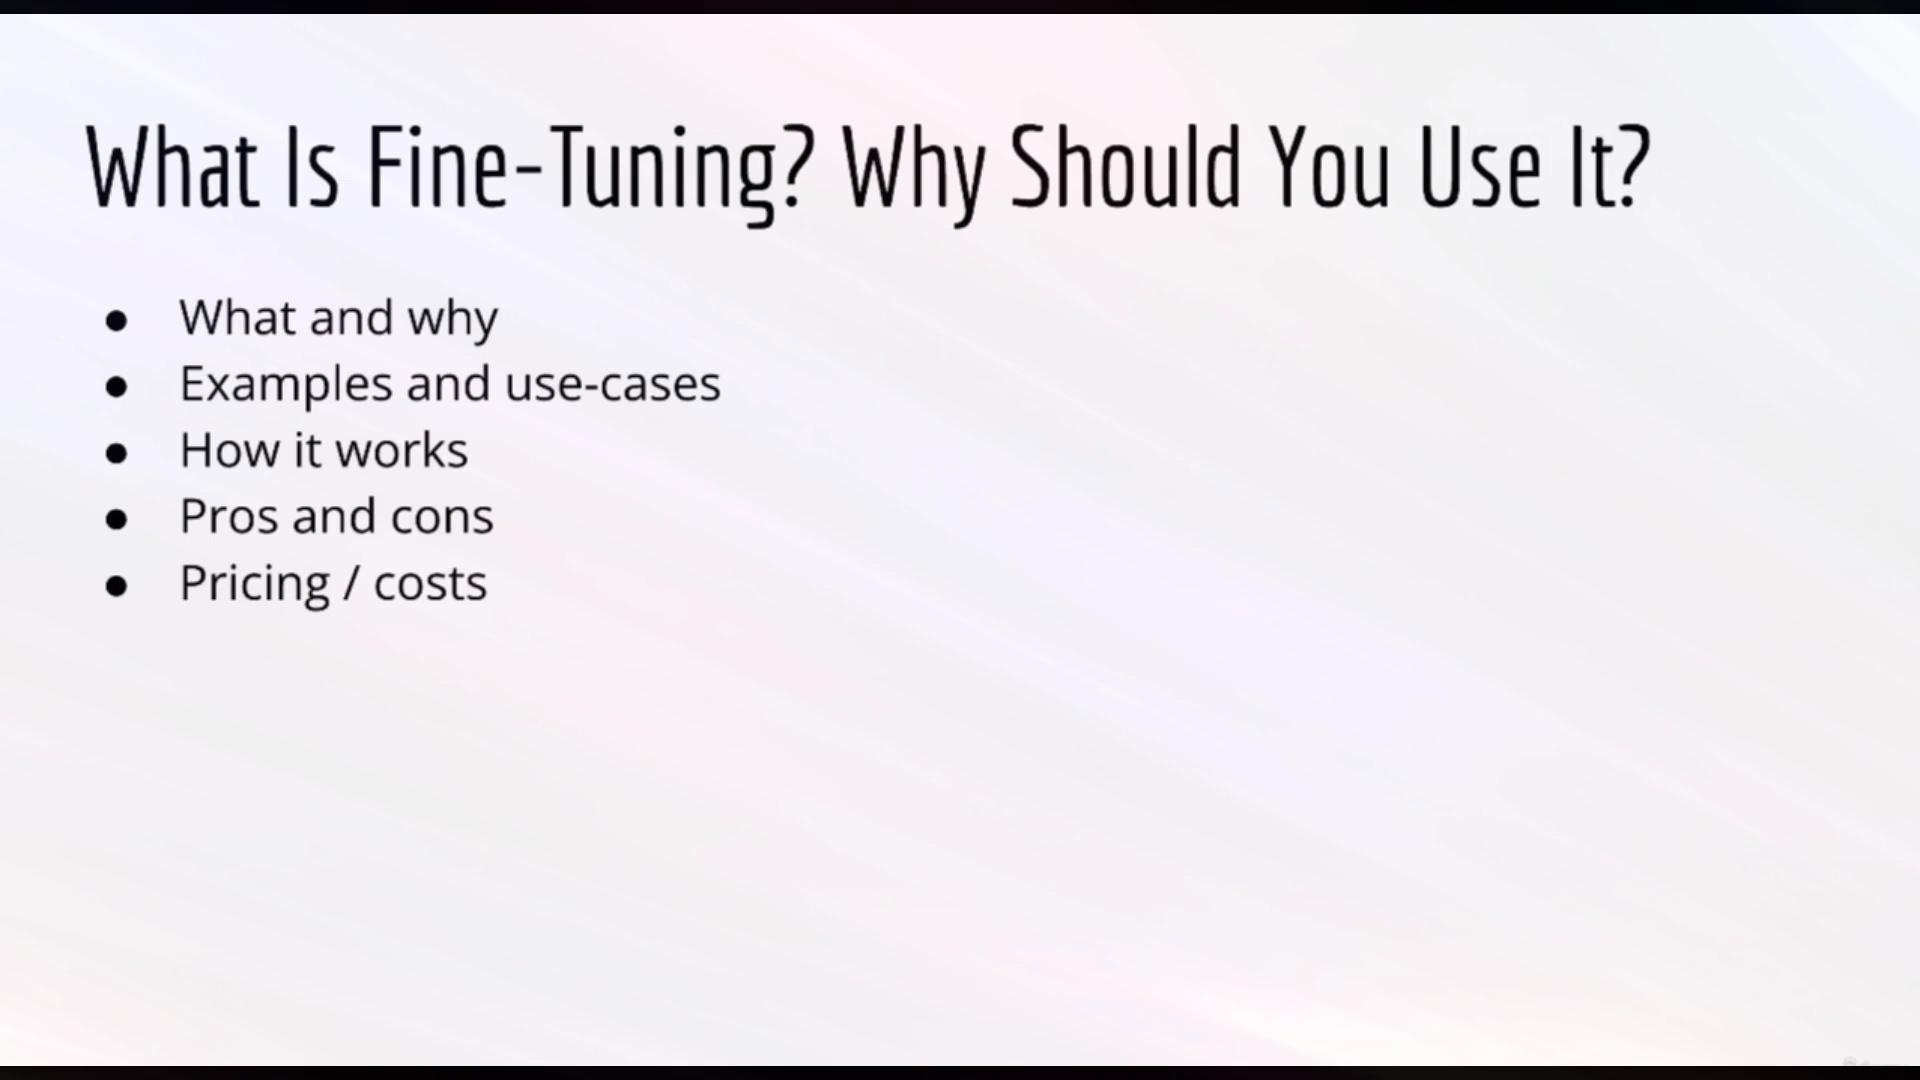 What Is Fine-Tuning? Why Should You Use It?
● What and why
● Examples and use-cases
● How it works
● Pros and cons
● Pricing / costs